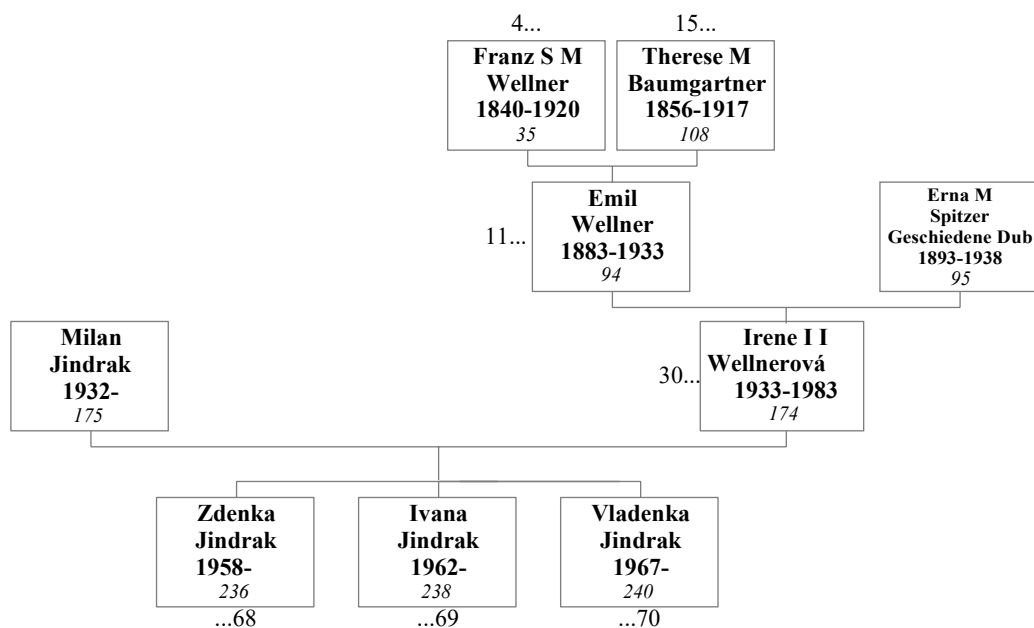 4...
15...
Franz S M
Wellner
1840-1920
35
Therese M
Baumgartner
1856-1917
108
11...
Emil
Wellner
1883-1933
94
Erna M
Spitzer
Geschiedene Dub
1893-1938
95
Milan
Jindrak
1932-
175
30...
Irene I I
Wellnerová
1933-1983
174
Zdenka
Jindrak
1958-
236
...68
Ivana
Jindrak
1962-
238
...69
Vladenka
Jindrak
1967-
240
...70